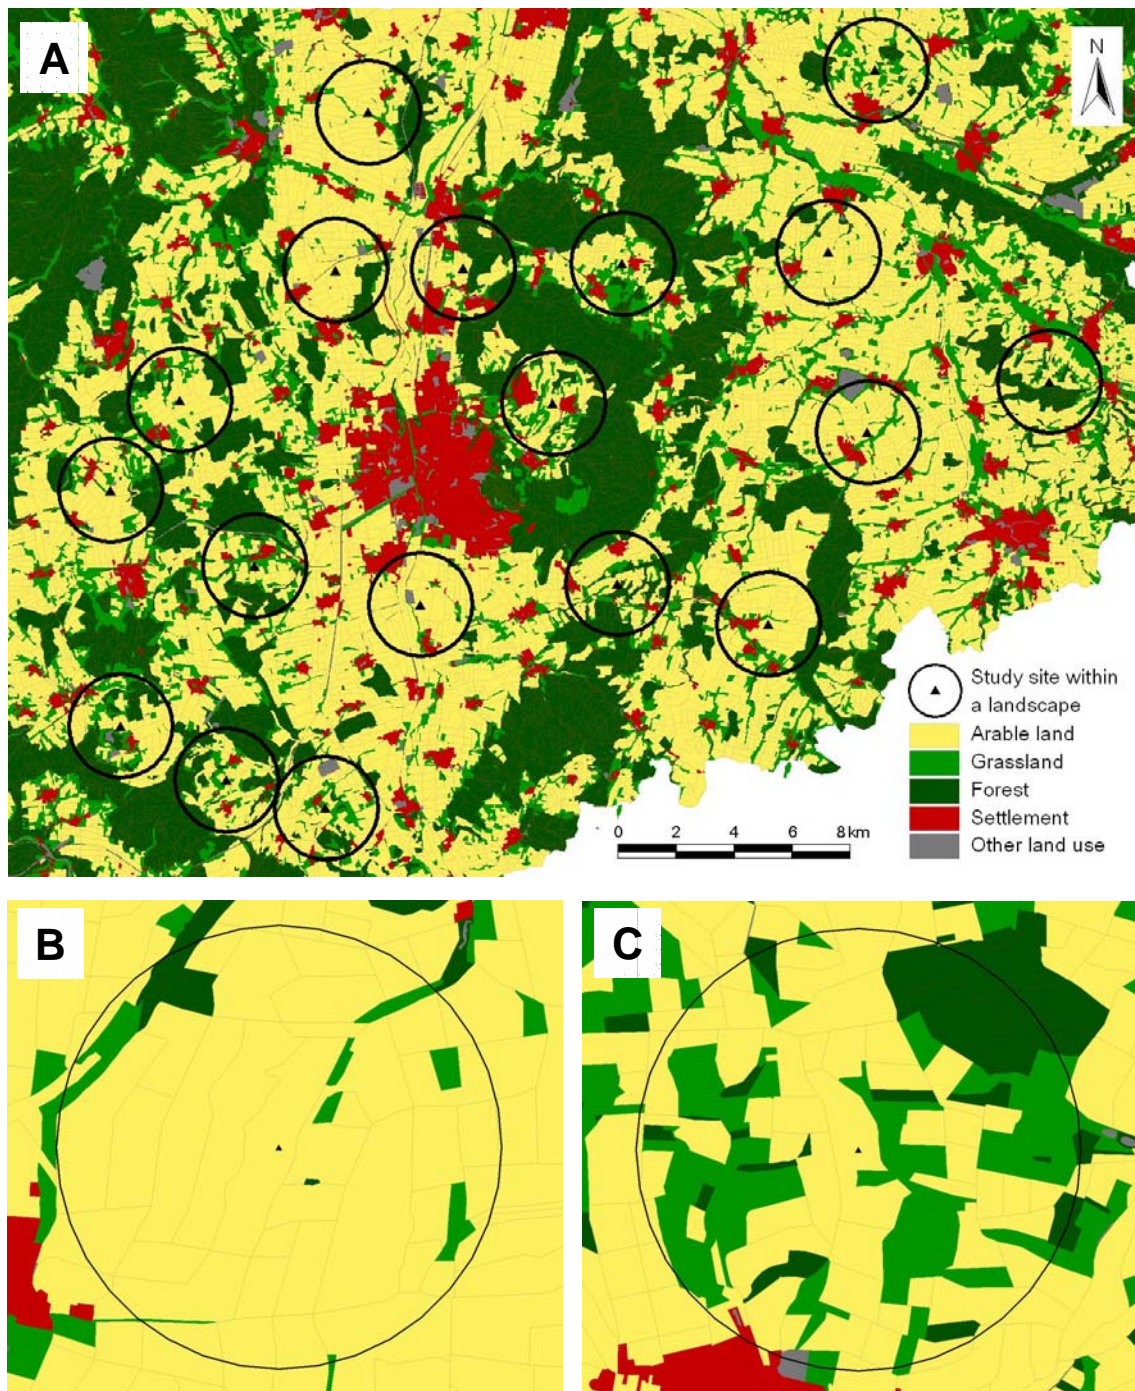 A
N
Study site within
a landscape
Arable land
Grassland
Forest
Settlement
Other land use
0 2 4 6 8 km
B
C